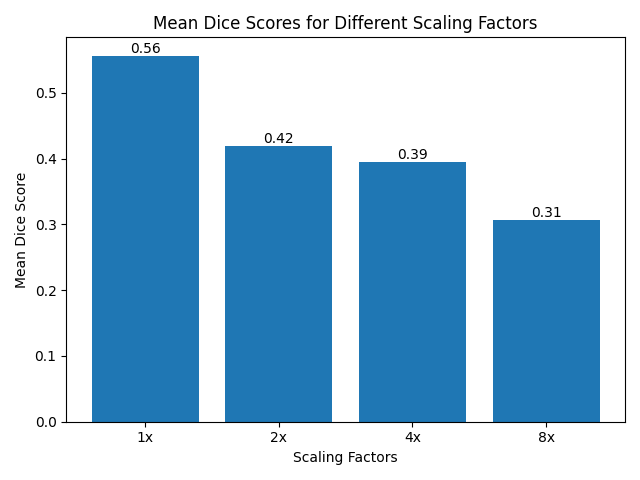 Mean Dice Scores for Different Scaling Factors
0.56
0.42
0.39
0.31
0.5
0.4
0.3
0.2
0.1
0.0
Mean Dice Score
1x 2x 4x 8x
Scaling Factors